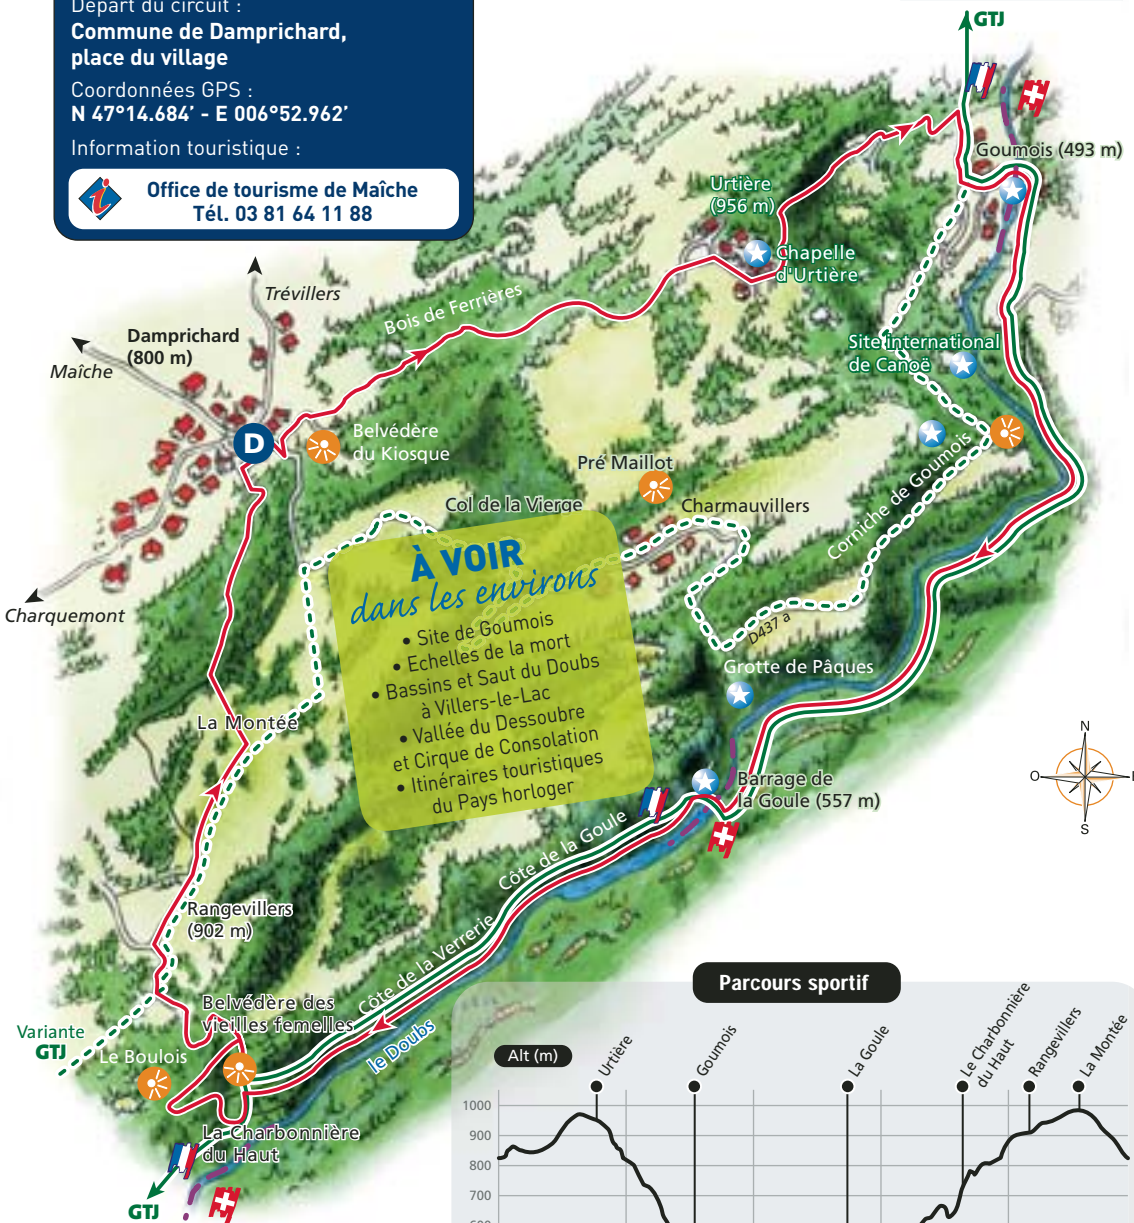 Départ du circuit :
Commune de Damprichard,
place du village
Coordonnées GPS :
N 47°14.684’ - E 006°52.962’
Information touristique :
i
Office de tourisme de Maîche
Tél. 03 81 64 11 88
GTJ
Goumois (493 m)
Urtière
(956 m)
Chapelle
d'Urtière
Trévillers
Bois de Ferrières
Damprichard
(800 m)
Maîche
Site international
de Canoë
D
Belvédère
du Kiosque
Pré Maillot
Col de la Vierge
Charmauvillers
Corniche de Goumois
Charquemont
À VOIR
dans les environs
• Site de Goumois
• Echelles de la mort
• Bassins et Saut du Doubs
à Villers-le-Lac
• Vallée du Dessoubre
et Cirque de Consolation
• Itinéraires touristiques
du Pays horloger
D437 a
Grotte de Pâques
La Montée
N
O
S
Barrage de
la Goule (557 m)
Côte de la Goule
Rangevillers
(902 m)
Côte de la Verrerie
Belvédère des
vieilles femelles
Variante
GTJ
Le Boulois
le Doubs
La Charbonnière
du Haut
GTJ
Parcours sportif
Alt (m)
Urtière
Goumois
La Goule
Le Charbonnière
du Haut
Rangevillers
La Montée
1000
900
800
700